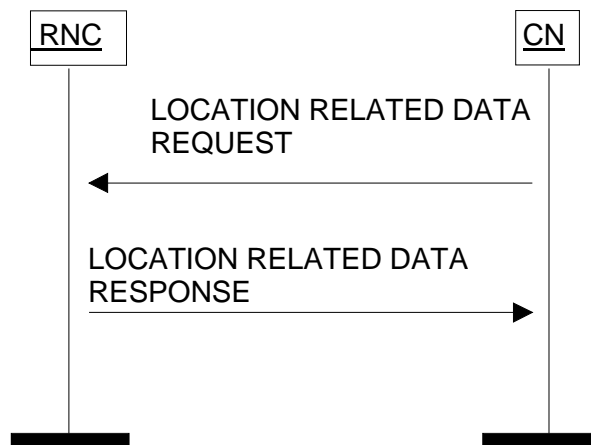 RNC
CN
LOCATION RELATED DATA
REQUEST
LOCATION RELATED DATA
RESPONSE